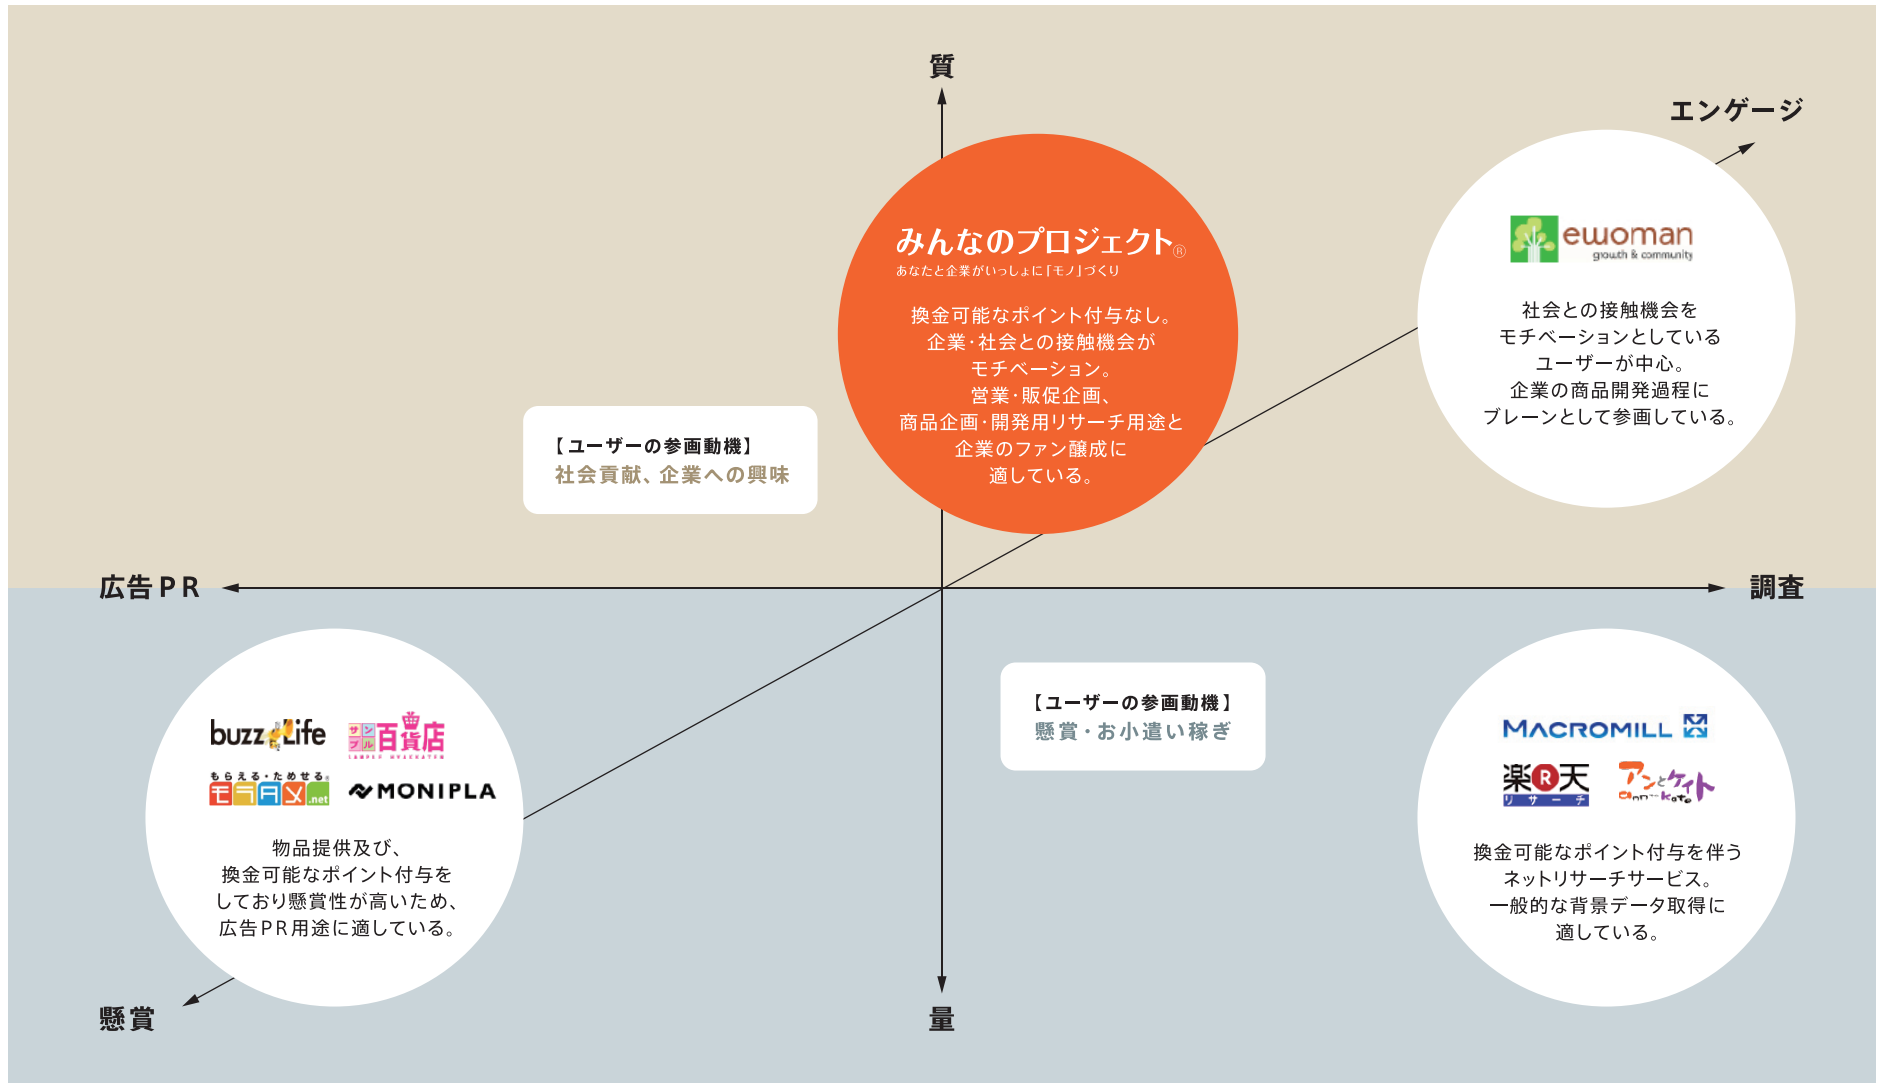 質
エンゲージ
みんなのプロジェクト®
あなたと企業がいっしょに「モノ」づくり
換金可能なポイント付与なし。
企業・社会との接触機会が
モチベーション。
営業・販促企画、
商品企画・開発用リサーチ用途と
企業のファン醸成に
適している。
ewoman
growth & community
社会との接触機会を
モチベーションとしている
ユーザーが中心。
企業の商品開発過程に
ブレーンとして参画している。
【ユーザーの参画動機】
社会貢献、企業への興味
広告PR
調査
【ユーザーの参画動機】
懸賞・お小遣い稼ぎ
buzzLife
サンプル百貨店
もらえる・ためせる®
モラタメ.net
MONIPLA
物品提供及び、
換金可能なポイント付与を
しており懸賞性が高いため、
広告PR用途に適している。
MACROMILL
楽R天
リサーチ
アンとケイト
換金可能なポイント付与を伴う
ネットリサーチサービス。
一般的な背景データ取得に
適している。
懸賞
量